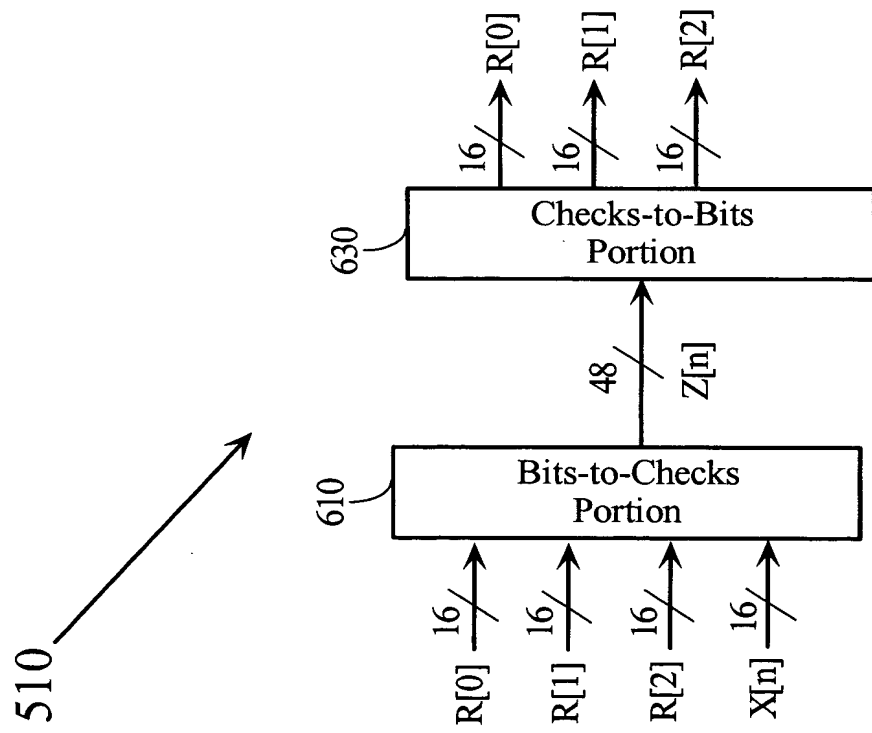 510
610
630
Bits-to-Checks
Portion
Checks-to-Bits
Portion
R[0]
16
R[1]
16
R[2]
16
X[n]
16
48
Z[n]
16
R[0]
16
R[1]
16
R[2]